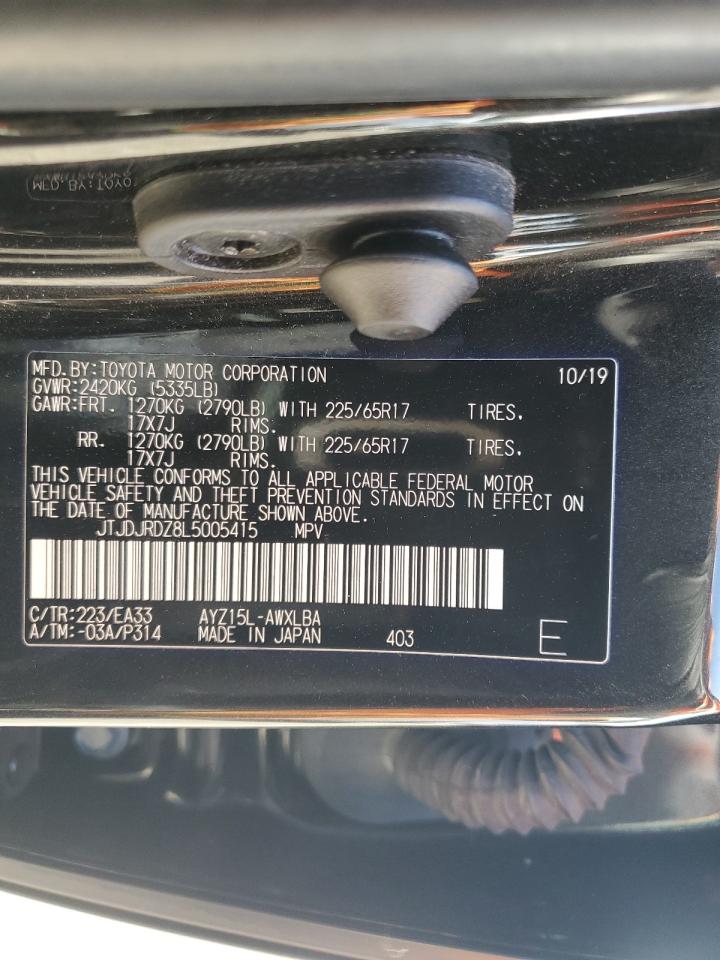 MFD.BY:TOYOTA MOTOR CORPORATION 10/19
GVWR:2420KG (5335LB)
GAWR:FRT. 1270KG (2790LB) WITH 225/65R17 TIRES,
17X7J RIMS.
RR. 1270KG (2790LB) WITH 225/65R17 TIRES,
17X7J RIMS.
THIS VEHICLE CONFORMS TO ALL APPLICABLE FEDERAL MOTOR
VEHICLE SAFETY AND THEFT PREVENTION STANDARDS IN EFFECT ON
THE DATE OF MANUFACTURE SHOWN ABOVE.
JTJDJRDZ8L5005415 MPV
C/TR:223/EA33 AYZ15L-AWXLBA
A/TM:-03A/P314 MADE IN JAPAN 403 E